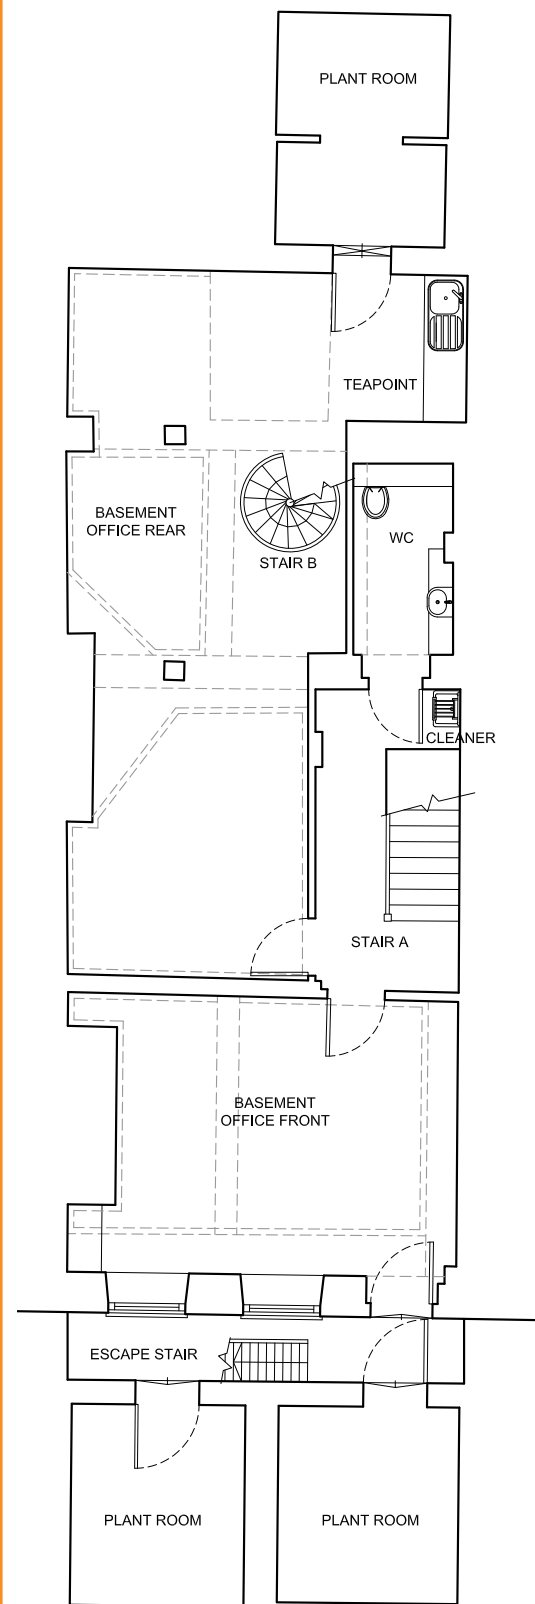 PLANT ROOM
TEAPOINT
BASEMENT
OFFICE REAR
WC
STAIR B
CLEANER
STAIR A
BASEMENT
OFFICE FRONT
ESCAPE STAIR
PLANT ROOM
PLANT ROOM